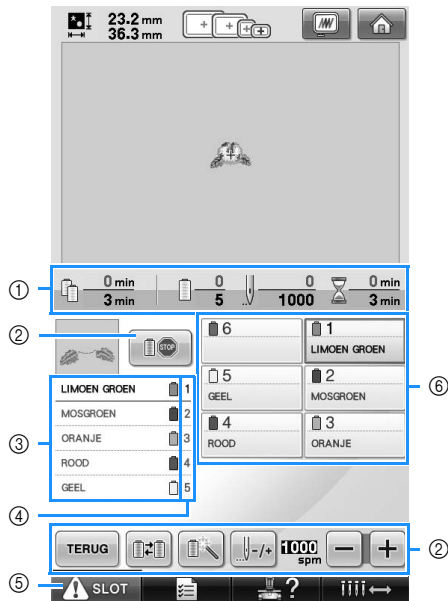 23.2 mm
36.3 mm
① 0 min 3 min 0 5 0 1000 0 min 3 min
② STOP
6
1 LIMOEN GROEN
5 GEEL
2 MOSGROEN
4 ROOD
3 ORANJE
⑥
③
LIMOEN GROEN 1
MOSGROEN 2
ORANJE 3
ROOD 4
GEEL 5
④
TERUG -/+ 1000 spm − + ②
⑤ SLOT ?